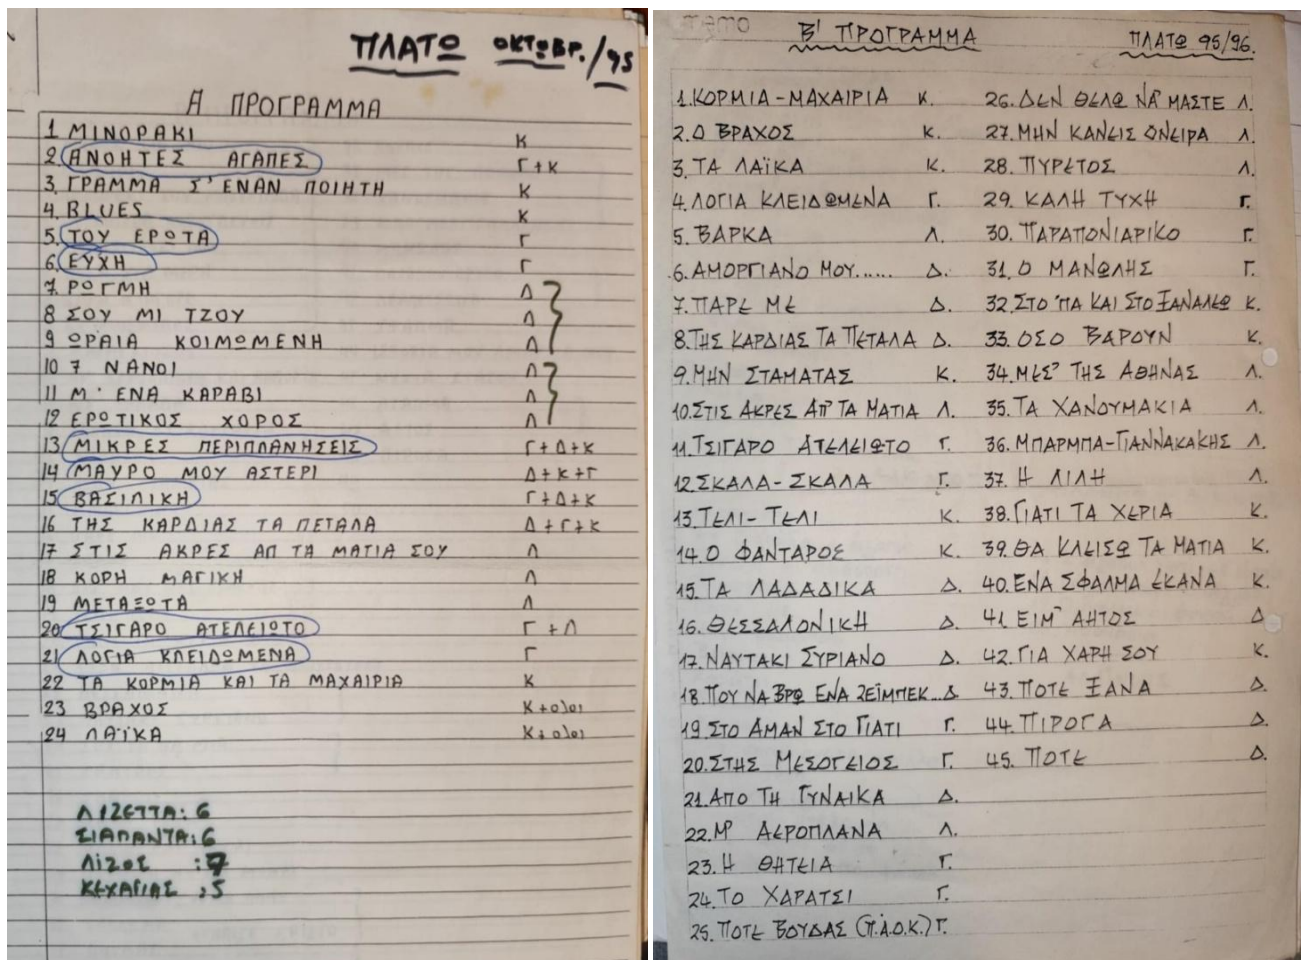 ΠΛΑΤΩ ΟΚΤΩΒΡ./95
Α ΠΡΟΓΡΑΜΜΑ
1 ΜΙΝΟΡΑΚΙ Κ
2. ΑΝΟΗΤΕΣ ΑΓΑΠΕΣ Γ+Κ
3. ΓΡΑΜΜΑ Σ' ΕΝΑΝ ΠΟΙΗΤΗ Κ
4. BLUES Κ
5. ΤΟΥ ΕΡΩΤΑ Γ
6. ΕΥΧΗ Γ
7. ΡΩΓΜΗ Λ
8 ΣΟΥ ΜΙ ΤΖΟΥ Λ
9 ΩΡΑΙΑ ΚΟΙΜΩΜΕΝΗ Λ
10 7 ΝΑΝΟΙ Λ
11 Μ' ΕΝΑ ΚΑΡΑΒΙ Λ
12 ΕΡΩΤΙΚΟΣ ΧΟΡΟΣ Λ
13 ΜΙΚΡΕΣ ΠΕΡΙΠΛΑΝΗΣΕΙΣ Γ+Δ+Κ
14 ΜΑΥΡΟ ΜΟΥ ΑΣΤΕΡΙ Δ+Κ+Γ
15 ΒΑΣΙΛΙΚΗ Γ+Δ+Κ
16 ΤΗΣ ΚΑΡΔΙΑΣ ΤΑ ΠΕΤΑΛΑ Δ+Γ+Κ
17 ΣΤΙΣ ΑΚΡΕΣ ΑΠ ΤΑ ΜΑΤΙΑ ΣΟΥ Λ
18 ΚΟΡΗ ΜΑΓΙΚΗ Λ
19 ΜΕΤΑΞΩΤΑ Λ
20 ΤΣΙΓΑΡΟ ΑΤΕΛΕΙΩΤΟ Γ+Λ
21 ΛΟΓΙΑ ΚΛΕΙΔΩΜΕΝΑ Γ
22 ΤΑ ΚΟΡΜΙΑ ΚΑΙ ΤΑ ΜΑΧΑΙΡΙΑ Κ
23 ΒΡΑΧΟΣ Κ+ολοι
24 ΛΑΪΚΑ Κ+ολοι
ΛΙΖΕΤΤΑ: 6
ΣΙΑΠΑΝΤΑ: 6
ΛΙΖΟΣ : 7
ΚΕΧΑΓΙΑΣ : 5
memo
Β' ΠΡΟΓΡΑΜΜΑ ΠΛΑΤΩ 95/96.
1. ΚΟΡΜΙΑ-ΜΑΧΑΙΡΙΑ Κ.
2. Ο ΒΡΑΧΟΣ Κ.
3. ΤΑ ΛΑΪΚΑ Κ.
4. ΛΟΓΙΑ ΚΛΕΙΔΩΜΕΝΑ Γ.
5. ΒΑΡΚΑ Λ.
6. ΑΜΟΡΓΙΑΝΟ ΜΟΥ...... Δ.
7. ΠΑΡΕ ΜΕ Δ.
8. ΤΗΣ ΚΑΡΔΙΑΣ ΤΑ ΠΕΤΑΛΑ Δ.
9. ΜΗΝ ΣΤΑΜΑΤΑΣ Κ.
10. ΣΤΙΣ ΑΚΡΕΣ ΑΠ' ΤΑ ΜΑΤΙΑ Λ.
11. ΤΣΙΓΑΡΟ ΑΤΕΛΕΙΩΤΟ Γ.
12. ΣΚΑΛΑ-ΣΚΑΛΑ Γ.
13. ΤΕΛΙ-ΤΕΛΙ Κ.
14. Ο ΦΑΝΤΑΡΟΣ Κ.
15. ΤΑ ΛΑΔΑΔΙΚΑ Δ.
16. ΘΕΣΣΑΛΟΝΙΚΗ Δ.
17. ΝΑΥΤΑΚΙ ΣΥΡΙΑΝΟ Δ.
18. ΠΟΥ ΝΑ ΒΡΩ ΕΝΑ ΖΕΪΜΠΕΚ.. Δ
19. ΣΤΟ ΑΜΑΝ ΣΤΟ ΓΙΑΤΙ Γ.
20. ΣΤΗΣ ΜΕΣΟΓΕΙΟΣ Γ.
21. ΑΠΟ ΤΗ ΓΥΝΑΙΚΑ Δ.
22. Μ' ΑΕΡΟΠΛΑΝΑ Λ.
23. Η ΘΗΤΕΙΑ Γ.
24. ΤΟ ΧΑΡΑΤΣΙ Γ.
25. ΠΟΤΕ ΒΟΥΔΑΣ (Π.Α.Ο.Κ.) Γ.
26. ΔΕΝ ΘΕΛΩ ΝΑ' ΜΑΣΤΕ Λ.
27. ΜΗΝ ΚΑΝΕΙΣ ΟΝΕΙΡΑ Λ.
28. ΠΥΡΕΤΟΣ Λ.
29. ΚΑΛΗ ΤΥΧΗ Γ.
30. ΠΑΡΑΠΟΝΙΑΡΙΚΟ Γ.
31. Ο ΜΑΝΩΛΗΣ Γ.
32. ΣΤΟ 'ΠΑ ΚΑΙ ΣΤΟ ΞΑΝΑΛΕΩ Κ.
33. ΟΣΟ ΒΑΡΟΥΝ Κ.
34. ΜΕΣ' ΤΗΣ ΑΘΗΝΑΣ Λ.
35. ΤΑ ΧΑΝΟΥΜΑΚΙΑ Λ.
36. ΜΠΑΡΜΠΑ-ΓΙΑΝΝΑΚΑΚΗΣ Λ.
37. Η ΛΙΛΗ Λ.
38. ΓΙΑΤΙ ΤΑ ΧΕΡΙΑ Κ.
39. ΘΑ ΚΛΕΙΣΩ ΤΑ ΜΑΤΙΑ Κ.
40. ΕΝΑ ΣΦΑΛΜΑ ΕΚΑΝΑ Κ.
41. ΕΙΜ' ΑΗΤΟΣ Δ
42. ΓΙΑ ΧΑΡΗ ΣΟΥ Κ.
43. ΠΟΤΕ ΞΑΝΑ Δ.
44. ΠΙΡΟΓΑ Δ.
45. ΠΟΤΕ Δ.